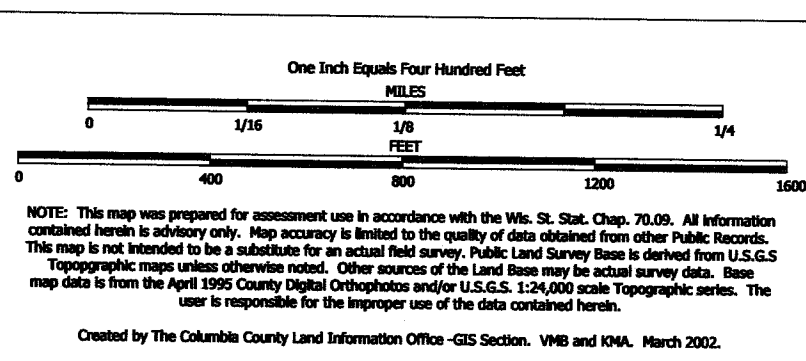 One Inch Equals Four Hundred Feet
MILES
0 1/16 1/8 1/4
FEET
0 400 800 1200 1600
NOTE: This map was prepared for assessment use in accordance with the Wis. St. Stat. Chap. 70.09. All information
contained herein is advisory only. Map accuracy is limited to the quality of data obtained from other Public Records.
This map is not intended to be a substitute for an actual field survey. Public Land Survey Base is derived from U.S.G.S
Topopgraphic maps unless otherwise noted. Other sources of the Land Base may be actual survey data. Base
map data is from the April 1995 County Digital Orthophotos and/or U.S.G.S. 1:24,000 scale Topographic series. The
user is responsible for the improper use of the data contained herein.
Created by The Columbia County Land Information Office -GIS Section. VMB and KMA. March 2002.